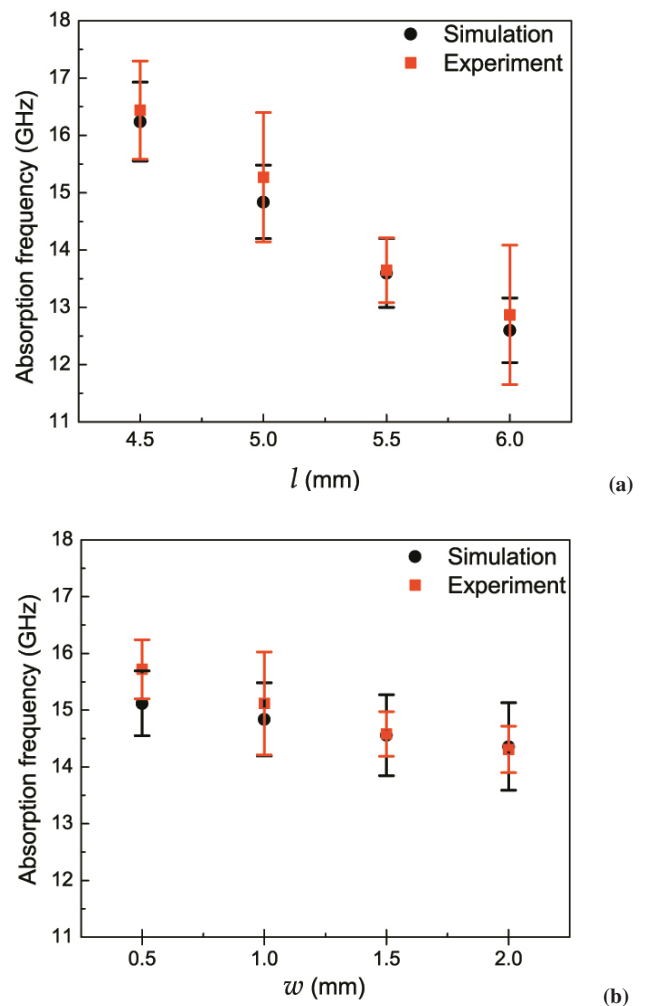 18
Simulation
Experiment
17
16
15
14
13
12
11
Absorption frequency (GHz)
4.5 5.0 5.5 6.0
l (mm)
(a)
18
Simulation
Experiment
17
16
15
14
13
12
11
Absorption frequency (GHz)
0.5 1.0 1.5 2.0
w (mm)
(b)